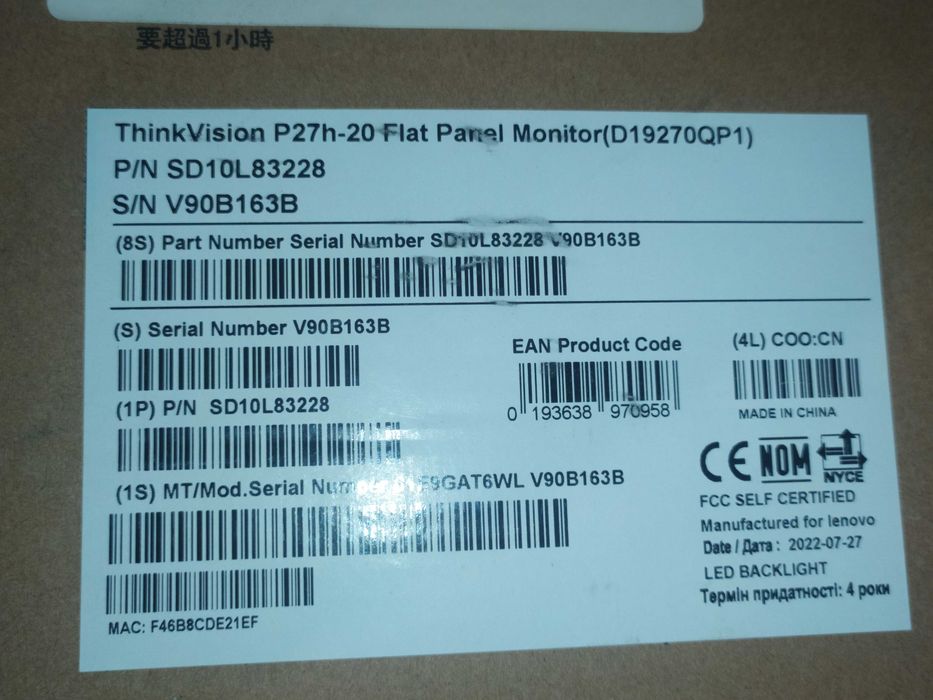 要超過1小時
ThinkVision P27h-20 Flat Panel Monitor(D19270QP1)
P/N SD10L83228
S/N V90B163B
(8S) Part Number Serial Number SD10L83228 V90B163B
(S) Serial Number V90B163B
(1P) P/N SD10L83228
(1S) MT/Mod.Serial V90B163B
MAC: F46B8CDE21EF
EAN Product Code
0 193638 970958
(4L) COO:CN
MADE IN CHINA
CE NOM NYCE
FCC SELF CERTIFIED
Manufactured for lenovo
Date / Дата : 2022-07-27
LED BACKLIGHT
Термін придатності: 4 роки